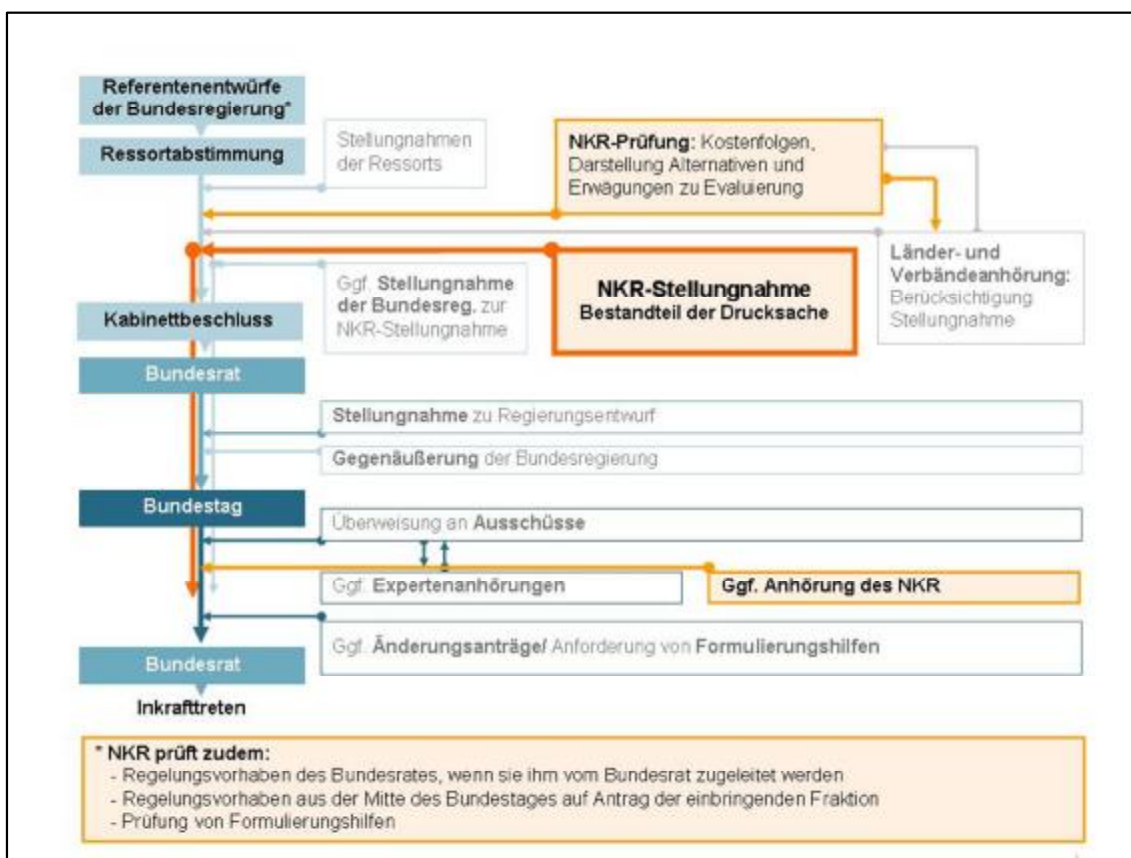 Referentenentwürfe
der Bundesregierung*
Ressortabstimmung
Stellungnahmen
der Ressorts
NKR-Prüfung: Kostenfolgen,
Darstellung Alternativen und
Erwägungen zu Evaluierung
Länder- und
Verbändeanhörung:
Berücksichtigung
Stellungnahme
Ggf. Stellungnahme
der Bundesreg. zur
NKR-Stellungnahme
NKR-Stellungnahme
Bestandteil der Drucksache
Kabinettbeschluss
Bundesrat
Stellungnahme zu Regierungsentwurf
Gegenäußerung der Bundesregierung
Bundestag
Überweisung an Ausschüsse
Ggf. Expertenanhörungen
Ggf. Anhörung des NKR
Ggf. Änderungsanträge/ Anforderung von Formulierungshilfen
Bundesrat
Inkrafttreten
* NKR prüft zudem:
- Regelungsvorhaben des Bundesrates, wenn sie ihm vom Bundesrat zugeleitet werden
- Regelungsvorhaben aus der Mitte des Bundestages auf Antrag der einbringenden Fraktion
- Prüfung von Formulierungshilfen